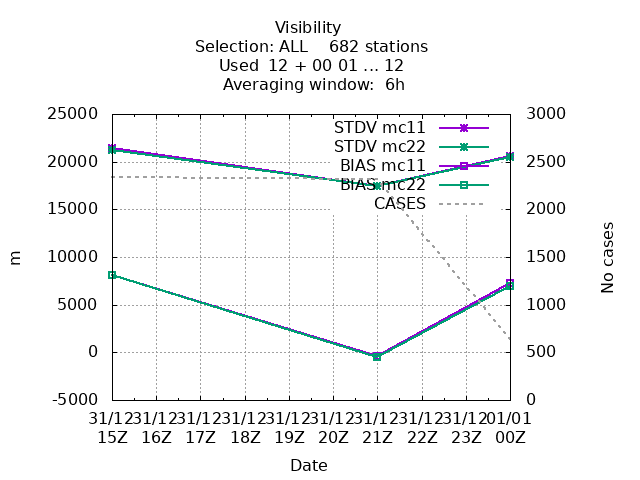 Visibility
Selection: ALL    682 stations
Used  12 + 00 01 ... 12
Averaging window:  6h
25000
20000
15000
10000
5000
0
-5000
m
3000
2500
2000
1500
1000
500
0
No cases
STDV mc11
STDV mc22
BIAS mc11
BIAS mc22
CASES
31/12 31/12 31/12 31/12 31/12 31/12 31/12 31/12 31/12 01/01
15Z 16Z 17Z 18Z 19Z 20Z 21Z 22Z 23Z 00Z
Date